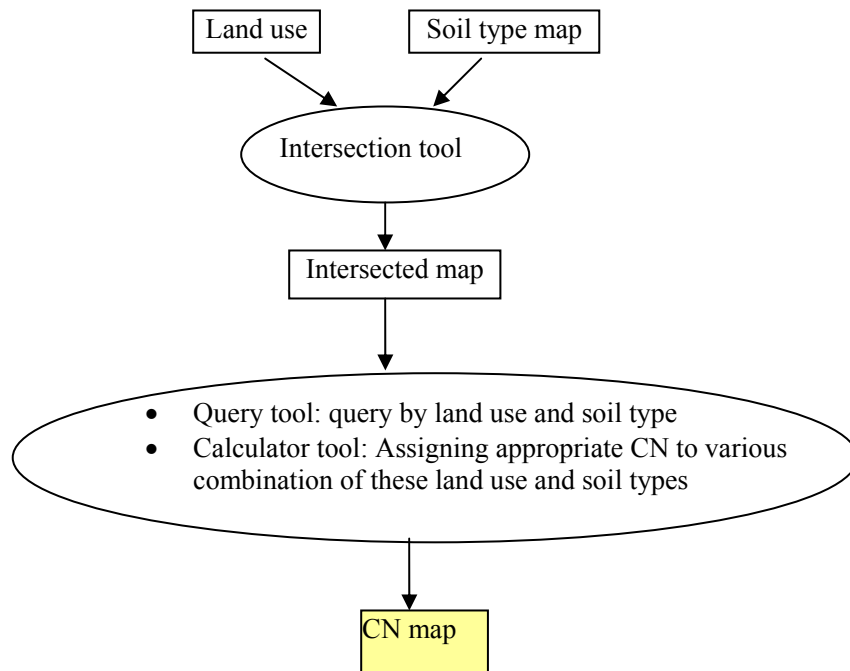 Land use
Soil type map
Intersection tool
Intersected map
• Query tool: query by land use and soil type
• Calculator tool: Assigning appropriate CN to various
combination of these land use and soil types
CN map